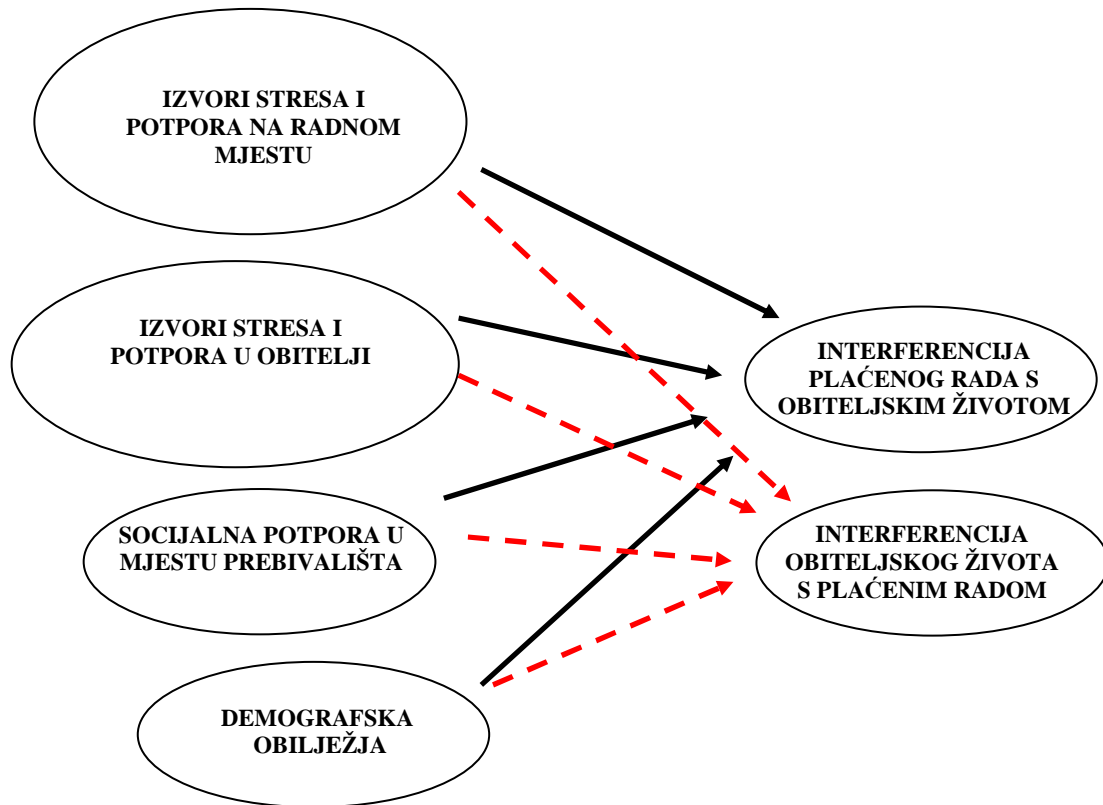 IZVORI STRESA I
POTPORA NA RADNOM
MJESTU
IZVORI STRESA I
POTPORA U OBITELJI
SOCIJALNA POTPORA U
MJESTU PREBIVALIŠTA
DEMOGRAFSKA
OBILJEŽJA
INTERFERENCIJA
PLAĆENOG RADA S
OBITELJSKIM ŽIVOTOM
INTERFERENCIJA
OBITELJSKOG ŽIVOTA
S PLAĆENIM RADOM